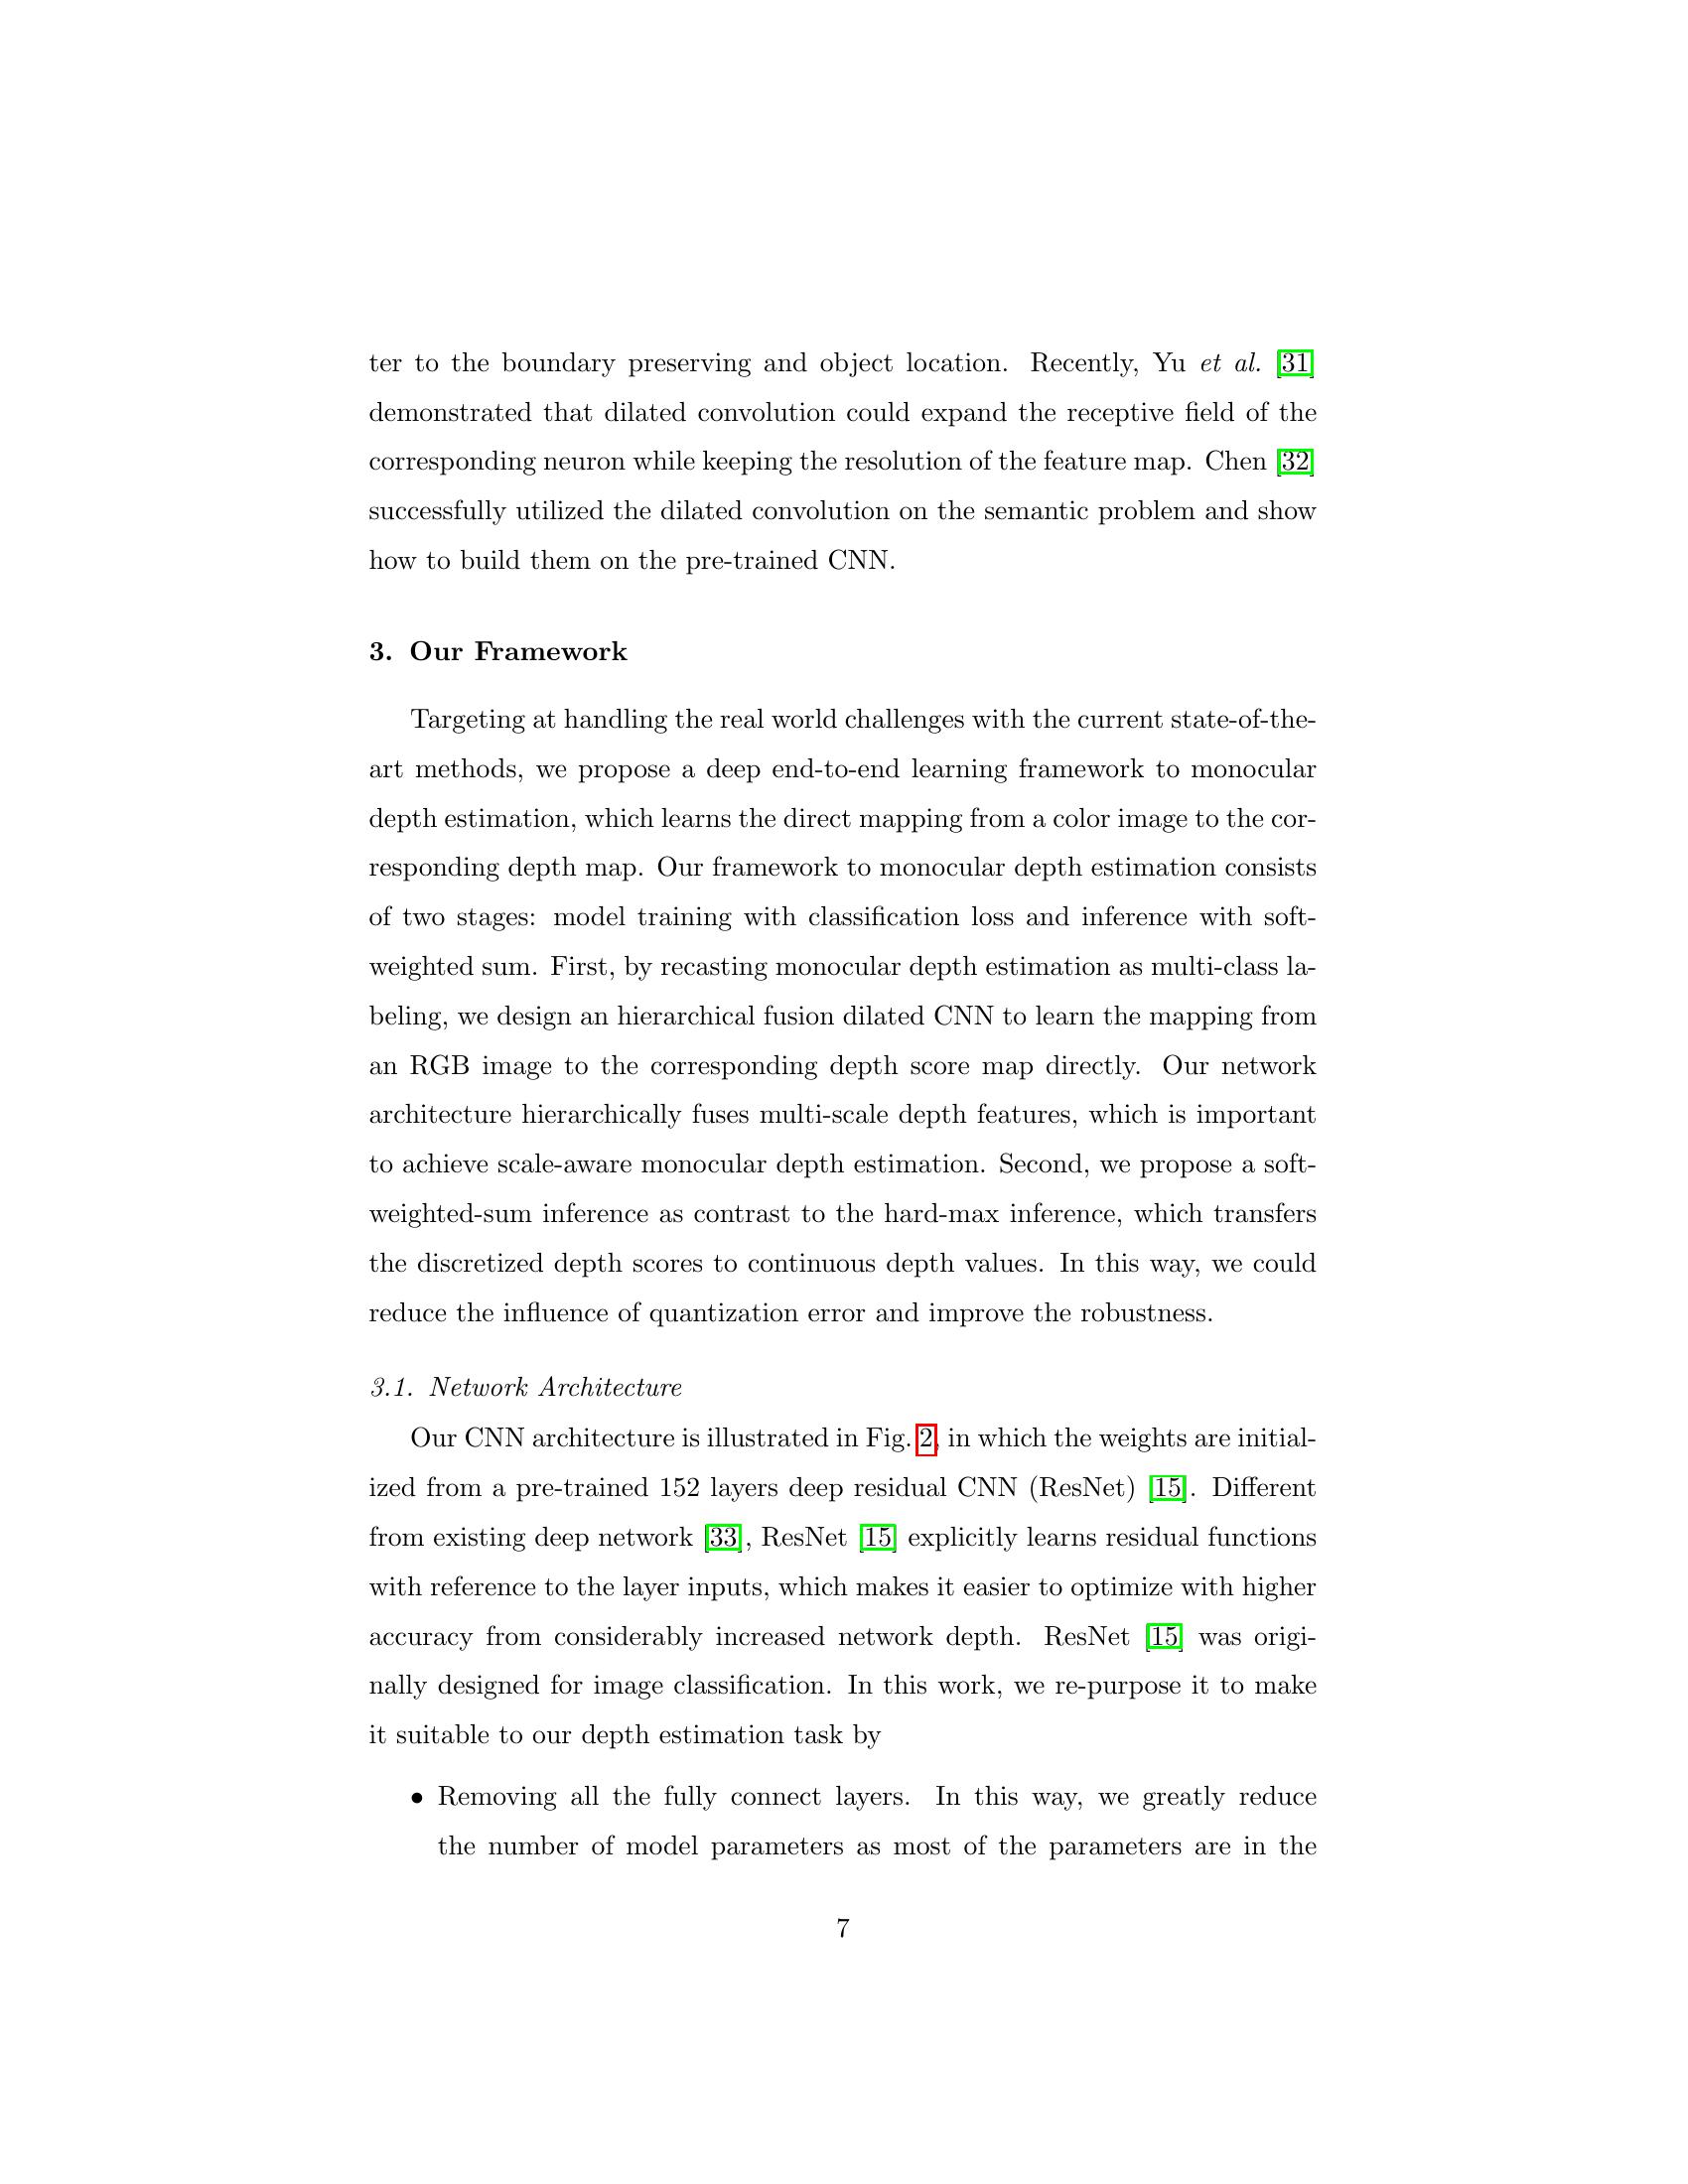 ter to the boundary preserving and object location. Recently, Yu et al. [31]
demonstrated that dilated convolution could expand the receptive field of the
corresponding neuron while keeping the resolution of the feature map. Chen [32]
successfully utilized the dilated convolution on the semantic problem and show
how to build them on the pre-trained CNN.
3. Our Framework
Targeting at handling the real world challenges with the current state-of-the-
art methods, we propose a deep end-to-end learning framework to monocular
depth estimation, which learns the direct mapping from a color image to the cor-
responding depth map. Our framework to monocular depth estimation consists
of two stages: model training with classification loss and inference with soft-
weighted sum. First, by recasting monocular depth estimation as multi-class la-
beling, we design an hierarchical fusion dilated CNN to learn the mapping from
an RGB image to the corresponding depth score map directly. Our network
architecture hierarchically fuses multi-scale depth features, which is important
to achieve scale-aware monocular depth estimation. Second, we propose a soft-
weighted-sum inference as contrast to the hard-max inference, which transfers
the discretized depth scores to continuous depth values. In this way, we could
reduce the influence of quantization error and improve the robustness.
3.1. Network Architecture
Our CNN architecture is illustrated in Fig. 2, in which the weights are initial-
ized from a pre-trained 152 layers deep residual CNN (ResNet) [15]. Different
from existing deep network [33], ResNet [15] explicitly learns residual functions
with reference to the layer inputs, which makes it easier to optimize with higher
accuracy from considerably increased network depth. ResNet [15] was origi-
nally designed for image classification. In this work, we re-purpose it to make
it suitable to our depth estimation task by
• Removing all the fully connect layers. In this way, we greatly reduce
the number of model parameters as most of the parameters are in the
7